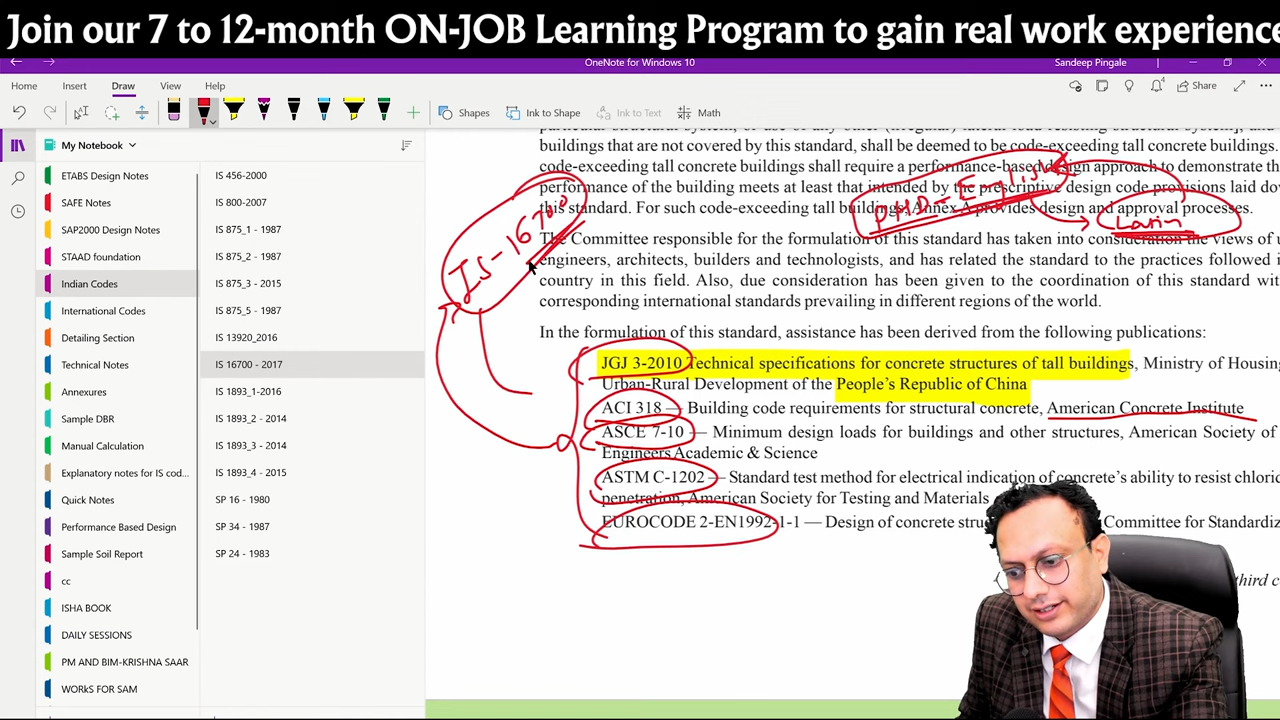 Join our 7 to 12-month ON-JOB Learning Program to gain real work experience
OneNote for Windows 10
Sandeep Pingale
Home Insert Draw View Help
Share
Shapes Ink to Shape Ink to Text Math
My Notebook
ETABS Design Notes
SAFE Notes
SAP2000 Design Notes
STAAD foundation
Indian Codes
International Codes
Detailing Section
Technical Notes
Annexures
Sample DBR
Manual Calculation
Explanatory notes for IS cod...
Quick Notes
Performance Based Design
Sample Soil Report
cc
ISHA BOOK
DAILY SESSIONS
PM AND BIM-KRISHNA SAAR
WORKs FOR SAM
IS 456-2000
IS 800-2007
IS 875_1 - 1987
IS 875_2 - 1987
IS 875_3 - 2015
IS 875_5 - 1987
IS 13920_2016
IS 16700 - 2017
IS 1893_1-2016
IS 1893_2 - 2014
IS 1893_3 - 2014
IS 1893_4 - 2015
SP 16 - 1980
SP 34 - 1987
SP 24 - 1983
particular structural system, or use of any other (irregular) lateral load resisting structural system], and
buildings that are not covered by this standard, shall be deemed to be code-exceeding tall concrete buildings.
code-exceeding tall concrete buildings shall require a performance-based design approach to demonstrate
performance of the building meets at least that intended by the prescriptive design code provisions laid
this standard. For such code-exceeding tall buildings, Annex A provides design and approval processes.
IS-16700
The Committee responsible for the formulation of this standard has taken into consideration the views of
engineers, architects, builders and technologists, and has related the standard to the practices followed
country in this field. Also, due consideration has been given to the coordination of this standard
corresponding international standards prevailing in different regions of the world.
In the formulation of this standard, assistance has been derived from the following publications:
JGJ 3-2010 Technical specifications for concrete structures of tall buildings, Ministry of
Urban-Rural Development of the People's Republic of China
ACI 318 — Building code requirements for structural concrete, American Concrete Institute
ASCE 7-10 — Minimum design loads for buildings and other structures, American Society of
Engineers Academic & Science
ASTM C-1202 — Standard test method for electrical indication of concrete's ability to resist
penetration, American Society for Testing and Materials
EUROCODE 2-EN1992-1-1 — Design of concrete Committee for
third